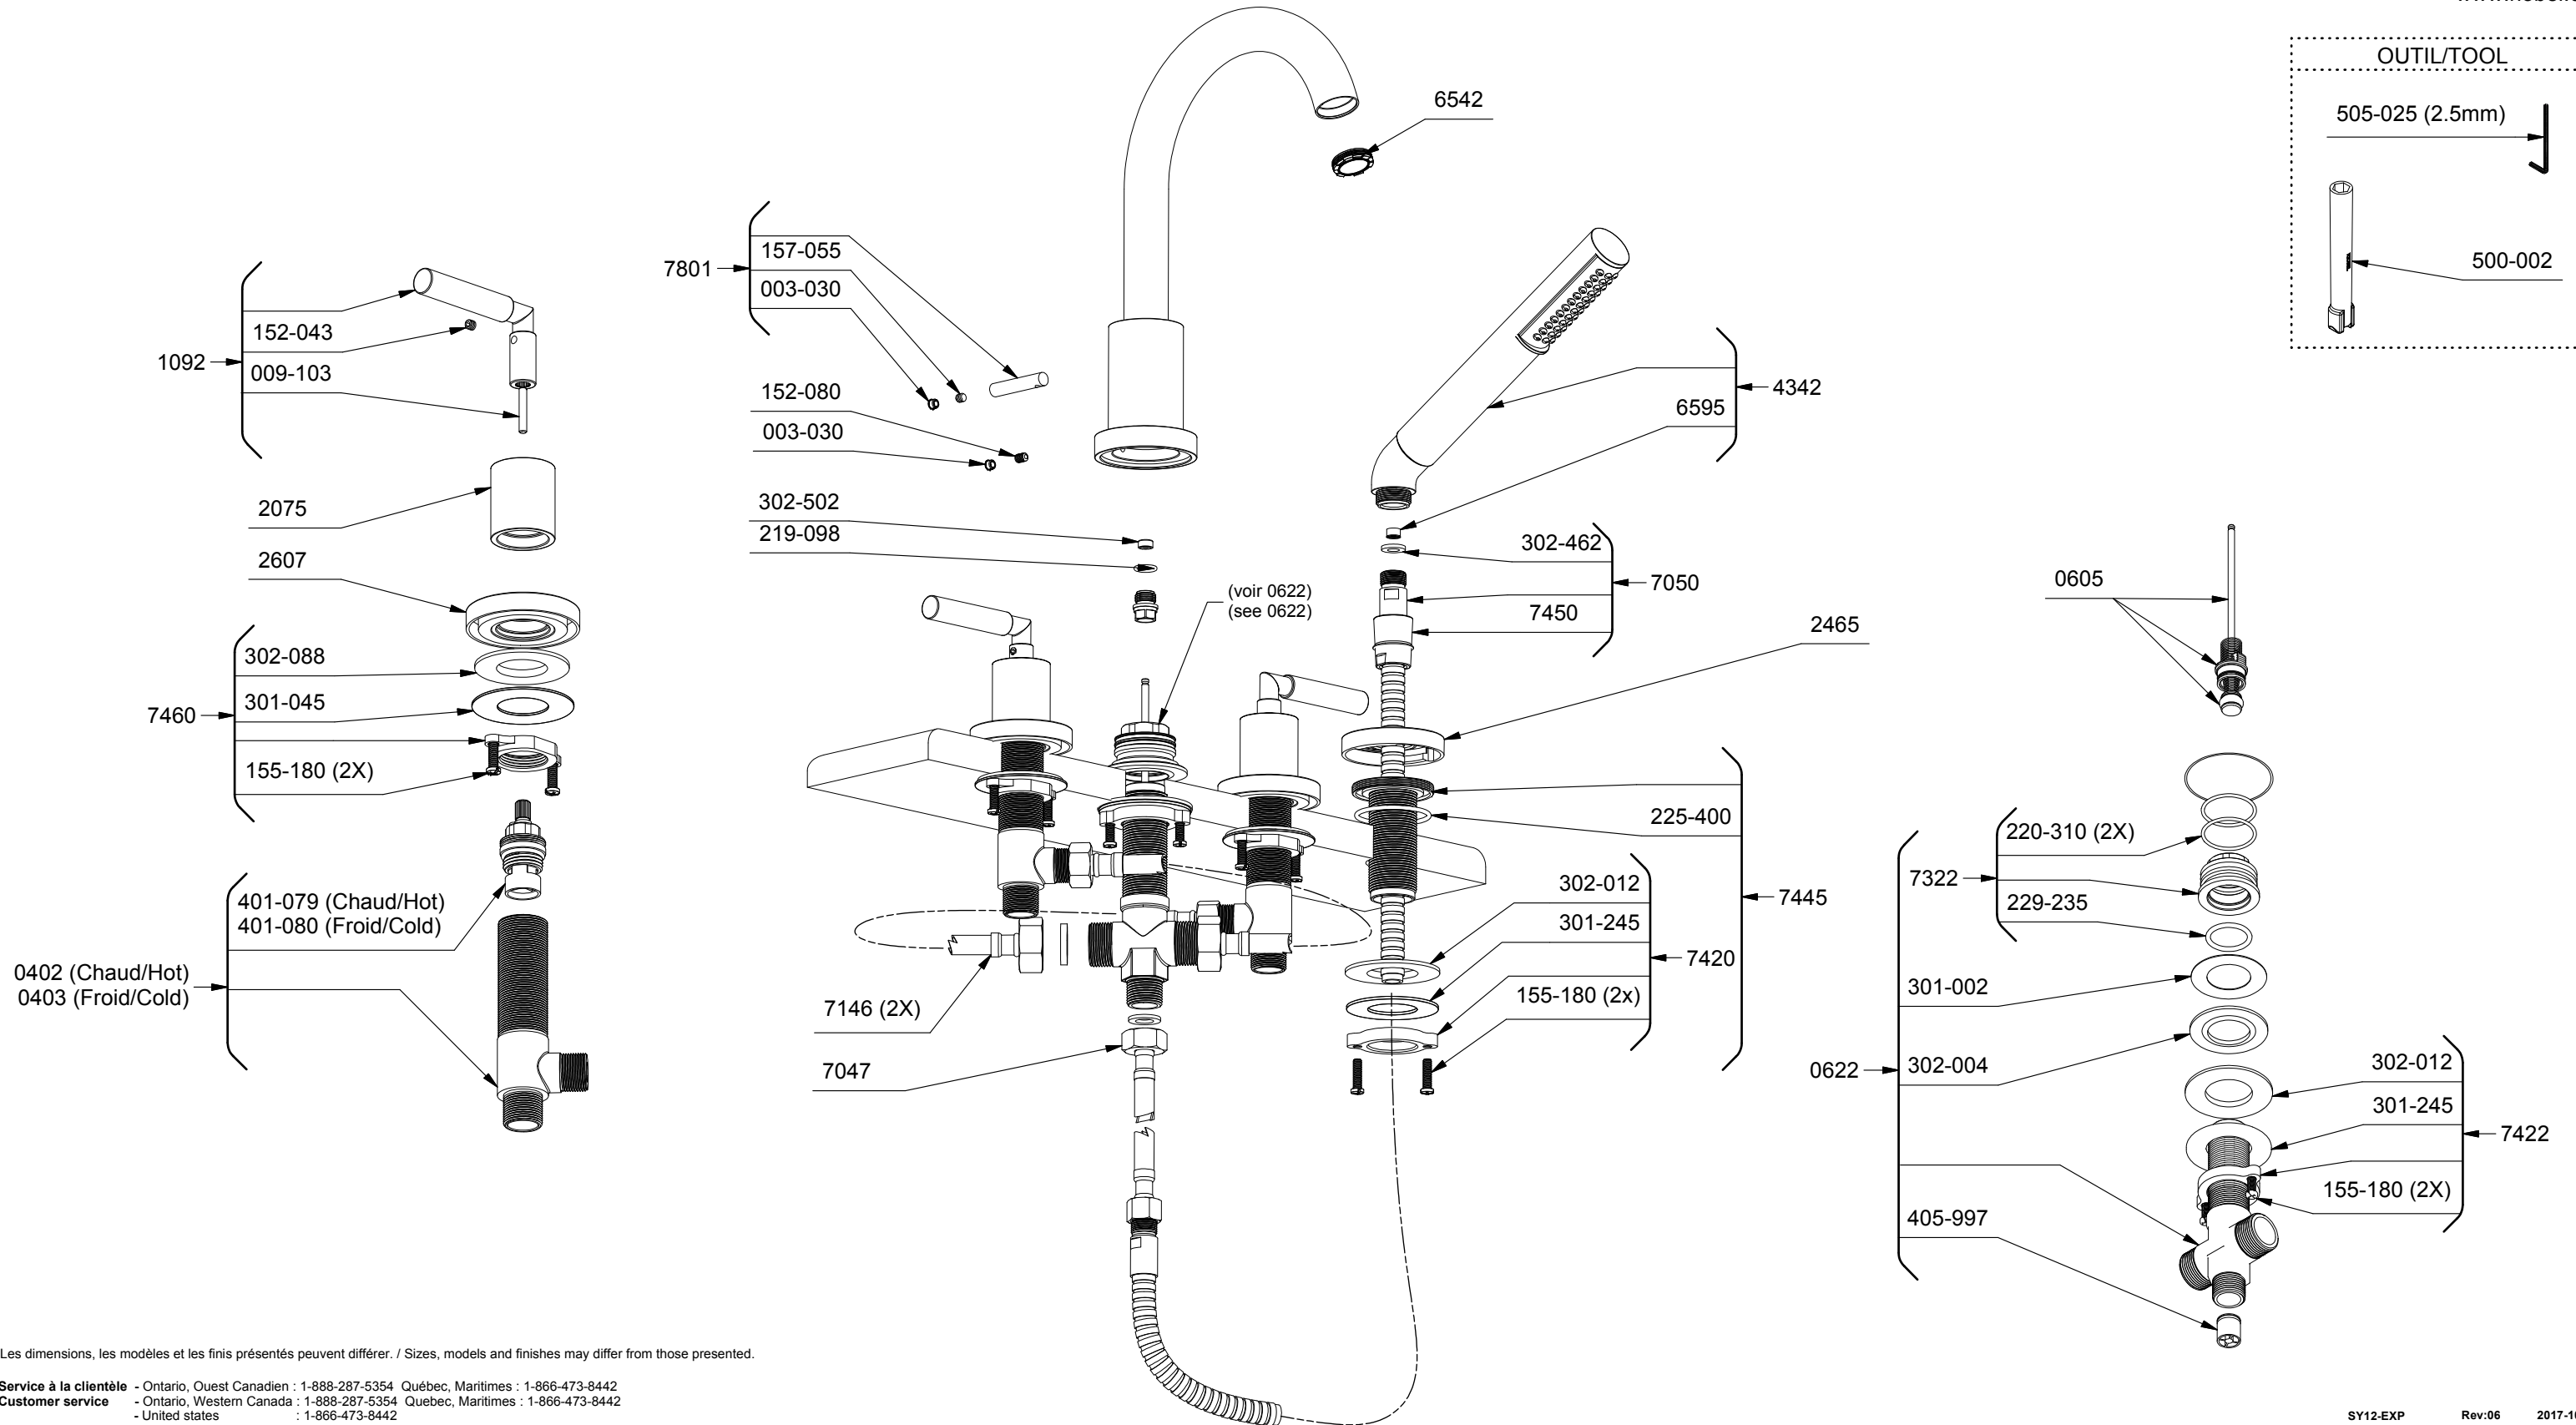 OUTIL/TOOL
505-025 (2.5mm)
500-002
6542
7801
157-055
003-030
152-080
003-030
302-502
219-098
1092
152-043
009-103
2075
2607
7460
302-088
301-045
155-180 (2X)
401-079 (Chaud/Hot)
401-080 (Froid/Cold)
0402 (Chaud/Hot)
0403 (Froid/Cold)
(voir 0622)
(see 0622)
7146 (2X)
7047
4342
6595
302-462
7050
7450
2465
225-400
7445
302-012
301-245
7420
155-180 (2x)
0605
220-310 (2X)
7322
229-235
301-002
0622
302-004
405-997
302-012
301-245
7422
155-180 (2X)
Les dimensions, les modèles et les finis présentés peuvent différer. / Sizes, models and finishes may differ from those presented.
Service à la clientèle - Ontario, Ouest Canadien : 1-888-287-5354 Québec, Maritimes : 1-866-473-8442
Customer service - Ontario, Western Canada : 1-888-287-5354 Quebec, Maritimes : 1-866-473-8442
- United states : 1-866-473-8442
SY12-EXP Rev:06